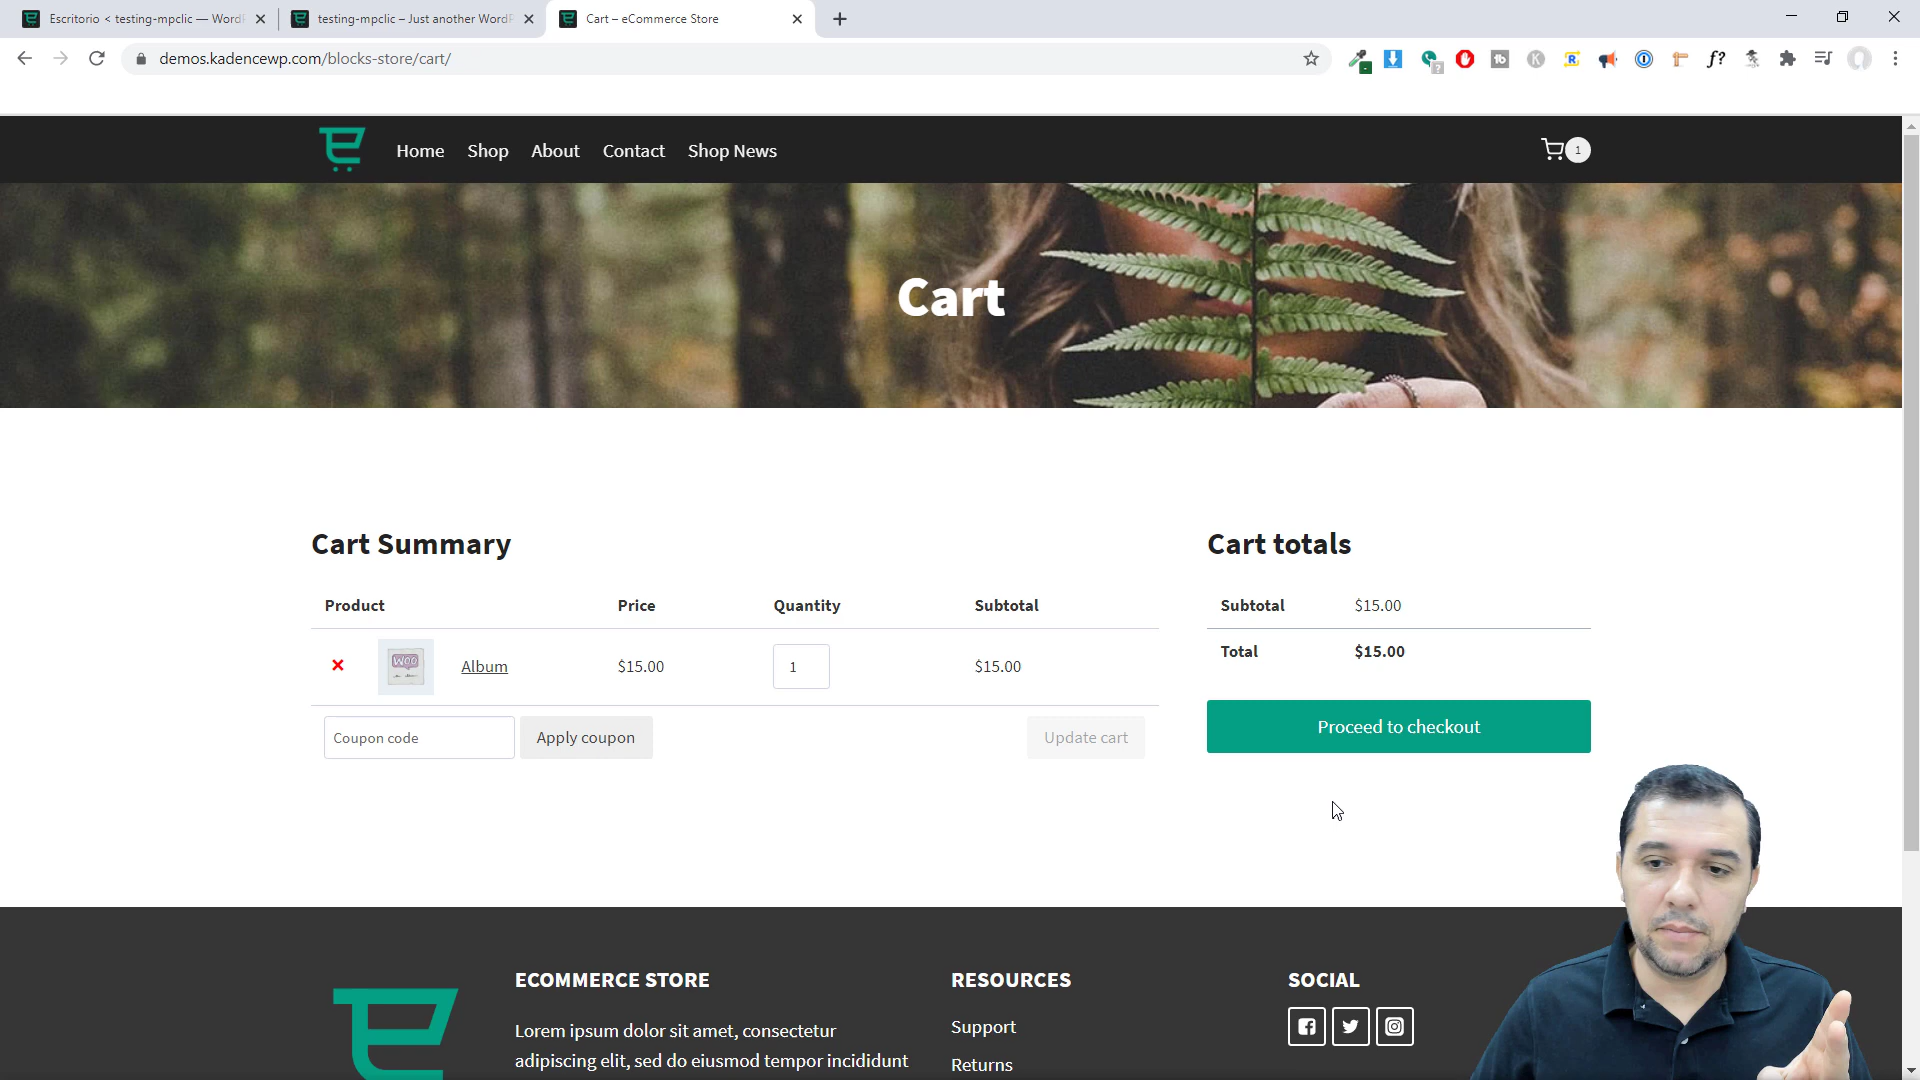 Escritorio < testing-mpclic — Word
testing-mpclic – Just another Word
Cart – eCommerce Store
demos.kadencewp.com/blocks-store/cart/
Home
Shop
About
Contact
Shop News
1
Cart
Cart Summary
Product Price Quantity Subtotal
× Album $15.00 1 $15.00
Coupon code
Apply coupon
Update cart
Cart totals
Subtotal $15.00
Total $15.00
Proceed to checkout
ECOMMERCE STORE
Lorem ipsum dolor sit amet, consectetur
adipiscing elit, sed do eiusmod tempor incididunt
RESOURCES
Support
Returns
SOCIAL